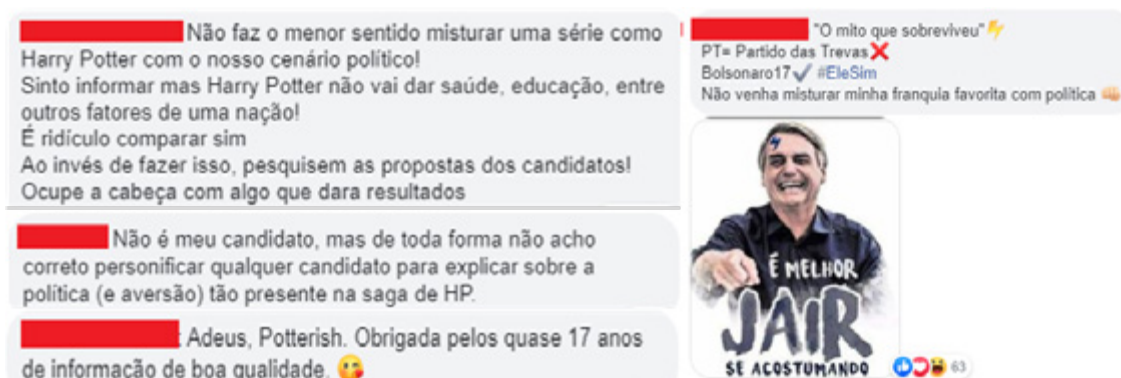 Não faz o menor sentido misturar uma série como
Harry Potter com o nosso cenário político!
Sinto informar mas Harry Potter não vai dar saúde, educação, entre
outros fatores de uma nação!
É ridículo comparar sim
Ao invés de fazer isso, pesquisem as propostas dos candidatos!
Ocupe a cabeça com algo que dara resultados
Não é meu candidato, mas de toda forma não acho
correto personificar qualquer candidato para explicar sobre a
política (e aversão) tão presente na saga de HP.
Adeus, Potterish. Obrigada pelos quase 17 anos
de informação de boa qualidade. 😘
"O mito que sobreviveu"⚡
PT= Partido das Trevas❌
Bolsonaro17✔ #EleSim
Não venha misturar minha franquia favorita com política 👊🏻
É MELHOR
JAIR
SE ACOSTUMANDO
63